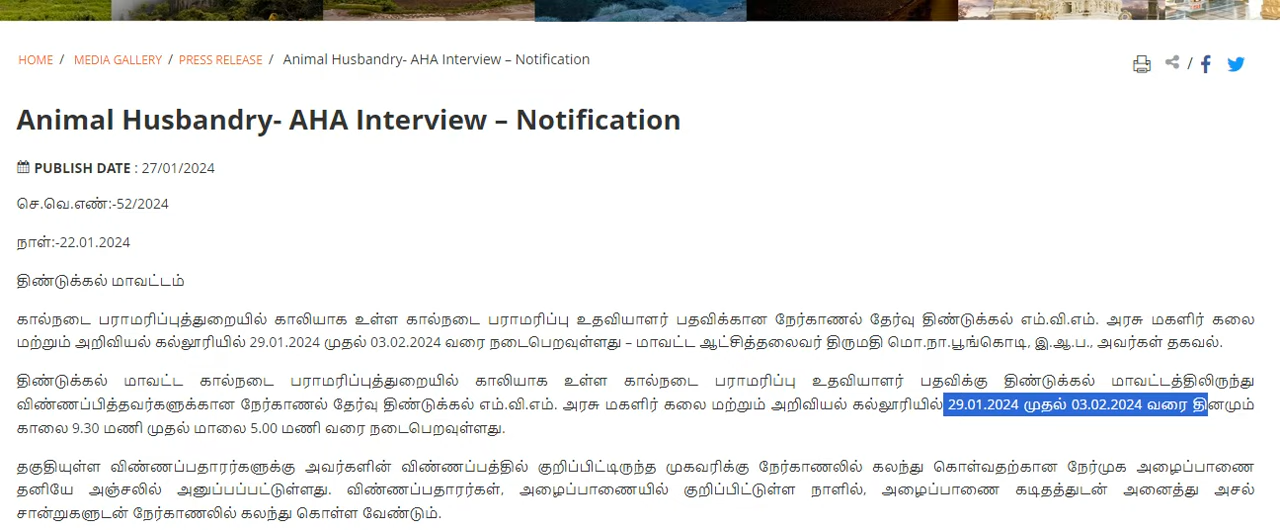 HOME / MEDIA GALLERY / PRESS RELEASE / Animal Husbandry- AHA Interview – Notification
/
Animal Husbandry- AHA Interview – Notification
PUBLISH DATE : 27/01/2024
செ.வெ.எண்:-52/2024
நாள்:-22.01.2024
திண்டுக்கல் மாவட்டம்
கால்நடை பராமரிப்புத்துறையில் காலியாக உள்ள கால்நடை பராமரிப்பு உதவியாளர் பதவிக்கான நேர்காணல் தேர்வு திண்டுக்கல் எம்.வி.எம். அரசு மகளிர் கலை
மற்றும் அறிவியல் கல்லூரியில் 29.01.2024 முதல் 03.02.2024 வரை நடைபெறவுள்ளது – மாவட்ட ஆட்சித்தலைவர் திருமதி மொ.நா.பூங்கொடி, இ.ஆ.ப., அவர்கள் தகவல்.
திண்டுக்கல் மாவட்ட கால்நடை பராமரிப்புத்துறையில் காலியாக உள்ள கால்நடை பராமரிப்பு உதவியாளர் பதவிக்கு திண்டுக்கல் மாவட்டத்திலிருந்து
விண்ணப்பித்தவர்களுக்கான நேர்காணல் தேர்வு திண்டுக்கல் எம்.வி.எம். அரசு மகளிர் கலை மற்றும் அறிவியல் கல்லூரியில் 29.01.2024 முதல் 03.02.2024 வரை தினமும்
காலை 9.30 மணி முதல் மாலை 5.00 மணி வரை நடைபெறவுள்ளது.
தகுதியுள்ள விண்ணப்பதாரர்களுக்கு அவர்களின் விண்ணப்பத்தில் குறிப்பிட்டிருந்த முகவரிக்கு நேர்காணலில் கலந்து கொள்வதற்கான நேர்முக அழைப்பாணை
தனியே அஞ்சலில் அனுப்பப்பட்டுள்ளது. விண்ணப்பதாரர்கள், அழைப்பாணையில் குறிப்பிட்டுள்ள நாளில், அழைப்பாணை கடிதத்துடன் அனைத்து அசல்
சான்றுகளுடன் நேர்காணலில் கலந்து கொள்ள வேண்டும்.